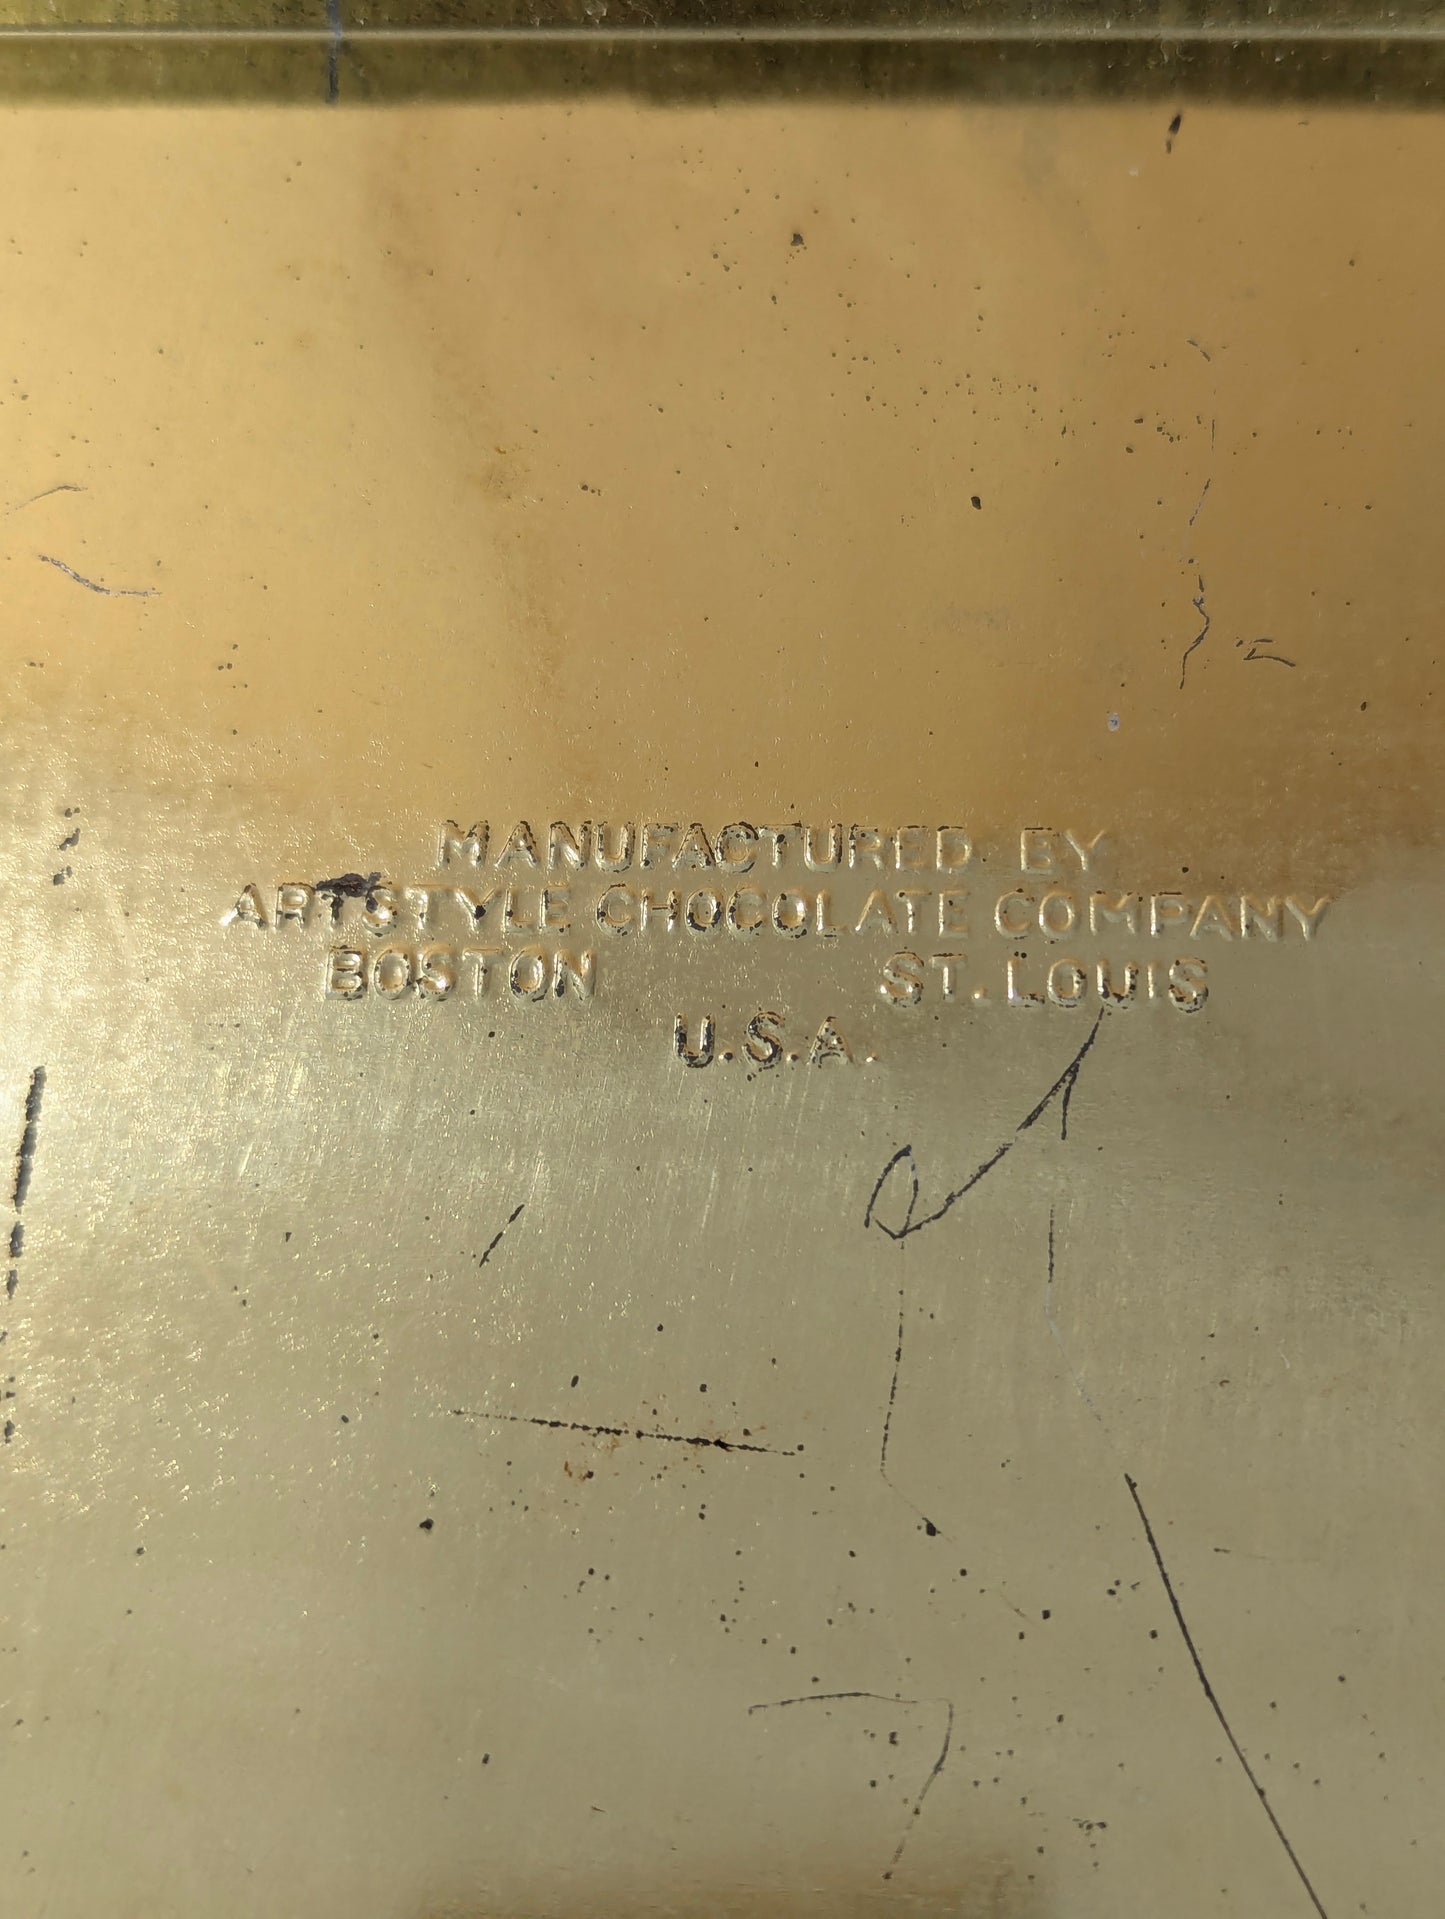 MANUFACTURED BY
ARTSTYLE CHOCOLATE COMPANY
BOSTON ST. LOUIS
U.S.A.